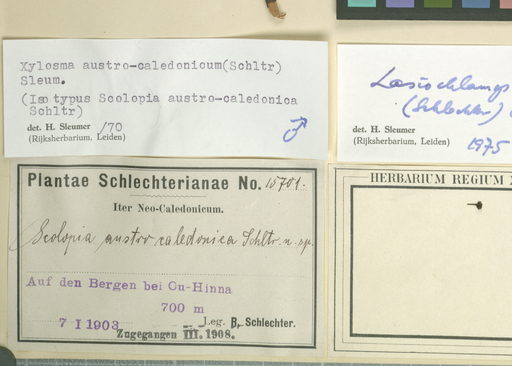 Xylosma austro-caledonicum(Schltr)
Sleum.
(Isotypus Scolopia austro-caledonica
Schltr)
det. H. Sleumer /70
(Rijksherbarium, Leiden) ♂
Lasiochlamys
(Schlechter)
det. H. Sleumer
(Rijksherbarium, Leiden) 1975
Plantae Schlechterianae No. 15701.
Iter Neo-Caledonicum.
Scolopia austro caledonica Schltr. n. sp.
Auf den Bergen bei Ou-Hinna
700 m
7 I 1903 Leg. R. Schlechter.
Zugegangen III. 1908.
HERBARIUM REGIUM